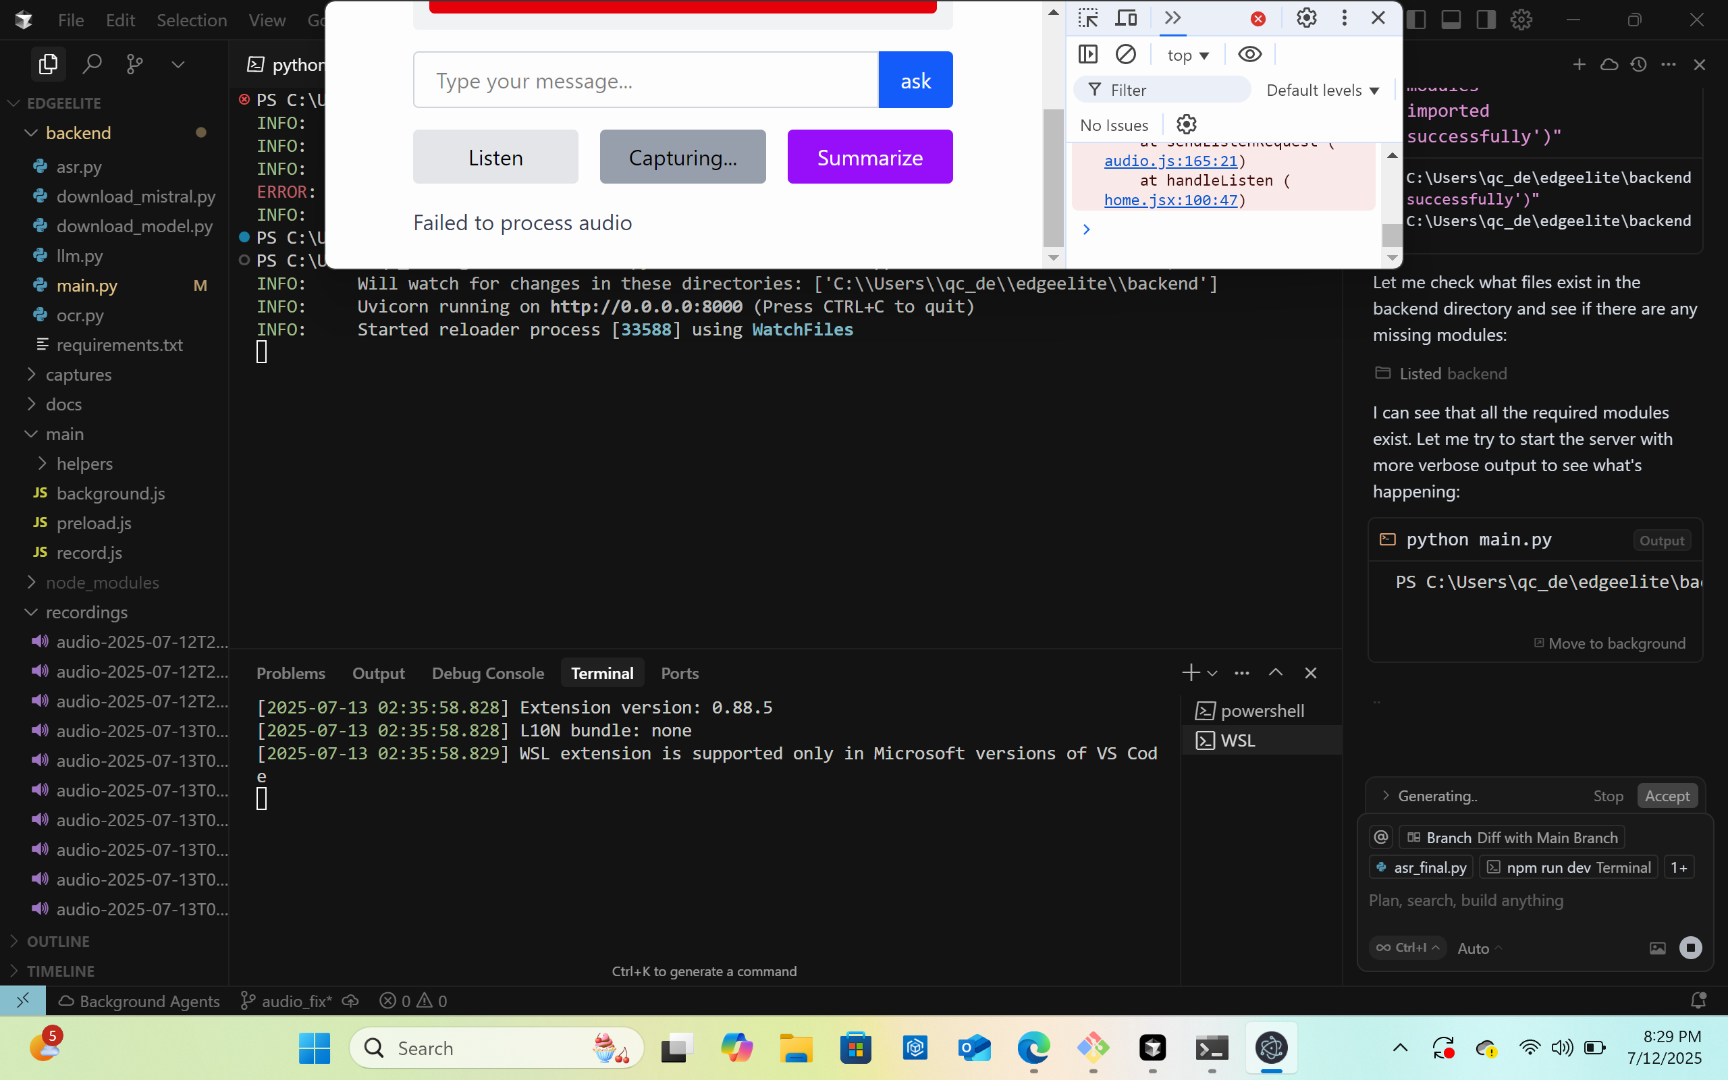 File Edit Selection View Go
EDGEELITE
backend
asr.py
download_mistral.py
download_model.py
llm.py
main.py M
ocr.py
requirements.txt
captures
docs
main
helpers
JS background.js
JS preload.js
JS record.js
node_modules
recordings
audio-2025-07-12T2...
audio-2025-07-12T2...
audio-2025-07-12T2...
audio-2025-07-13T0...
audio-2025-07-13T0...
audio-2025-07-13T0...
audio-2025-07-13T0...
audio-2025-07-13T0...
audio-2025-07-13T0...
audio-2025-07-13T0...
OUTLINE
TIMELINE
python
PS C:\U
INFO:
INFO:
INFO:
ERROR:
INFO:
PS C:\U
PS C:\U
INFO: Will watch for changes in these directories: ['C:\\Users\\qc_de\\edgeelite\\backend']
INFO: Uvicorn running on http://0.0.0.0:8000 (Press CTRL+C to quit)
INFO: Started reloader process [33588] using WatchFiles
Type your message...
ask
Listen
Capturing...
Summarize
Failed to process audio
top
Filter
Default levels
No Issues
at sendListenRequest (
audio.js:165:21)
at handleListen (
home.jsx:100:47)
>
Problems Output Debug Console Terminal Ports
[2025-07-13 02:35:58.828] Extension version: 0.88.5
[2025-07-13 02:35:58.828] L10N bundle: none
[2025-07-13 02:35:58.829] WSL extension is supported only in Microsoft versions of VS Cod
e
powershell
WSL
Ctrl+K to generate a command
modules
imported
successfully')"
C:\Users\qc_de\edgeelite\backend
successfully')"
C:\Users\qc_de\edgeelite\backend
Let me check what files exist in the
backend directory and see if there are any
missing modules:
Listed backend
I can see that all the required modules
exist. Let me try to start the server with
more verbose output to see what's
happening:
python main.py
Output
PS C:\Users\qc_de\edgeelite\bac
Move to background
Generating.. Stop Accept
@ Branch Diff with Main Branch
asr_final.py npm run dev Terminal 1+
Plan, search, build anything
∞ Ctrl+I Auto
Background Agents audio_fix* 0 0
5
Search
8:29 PM
7/12/2025